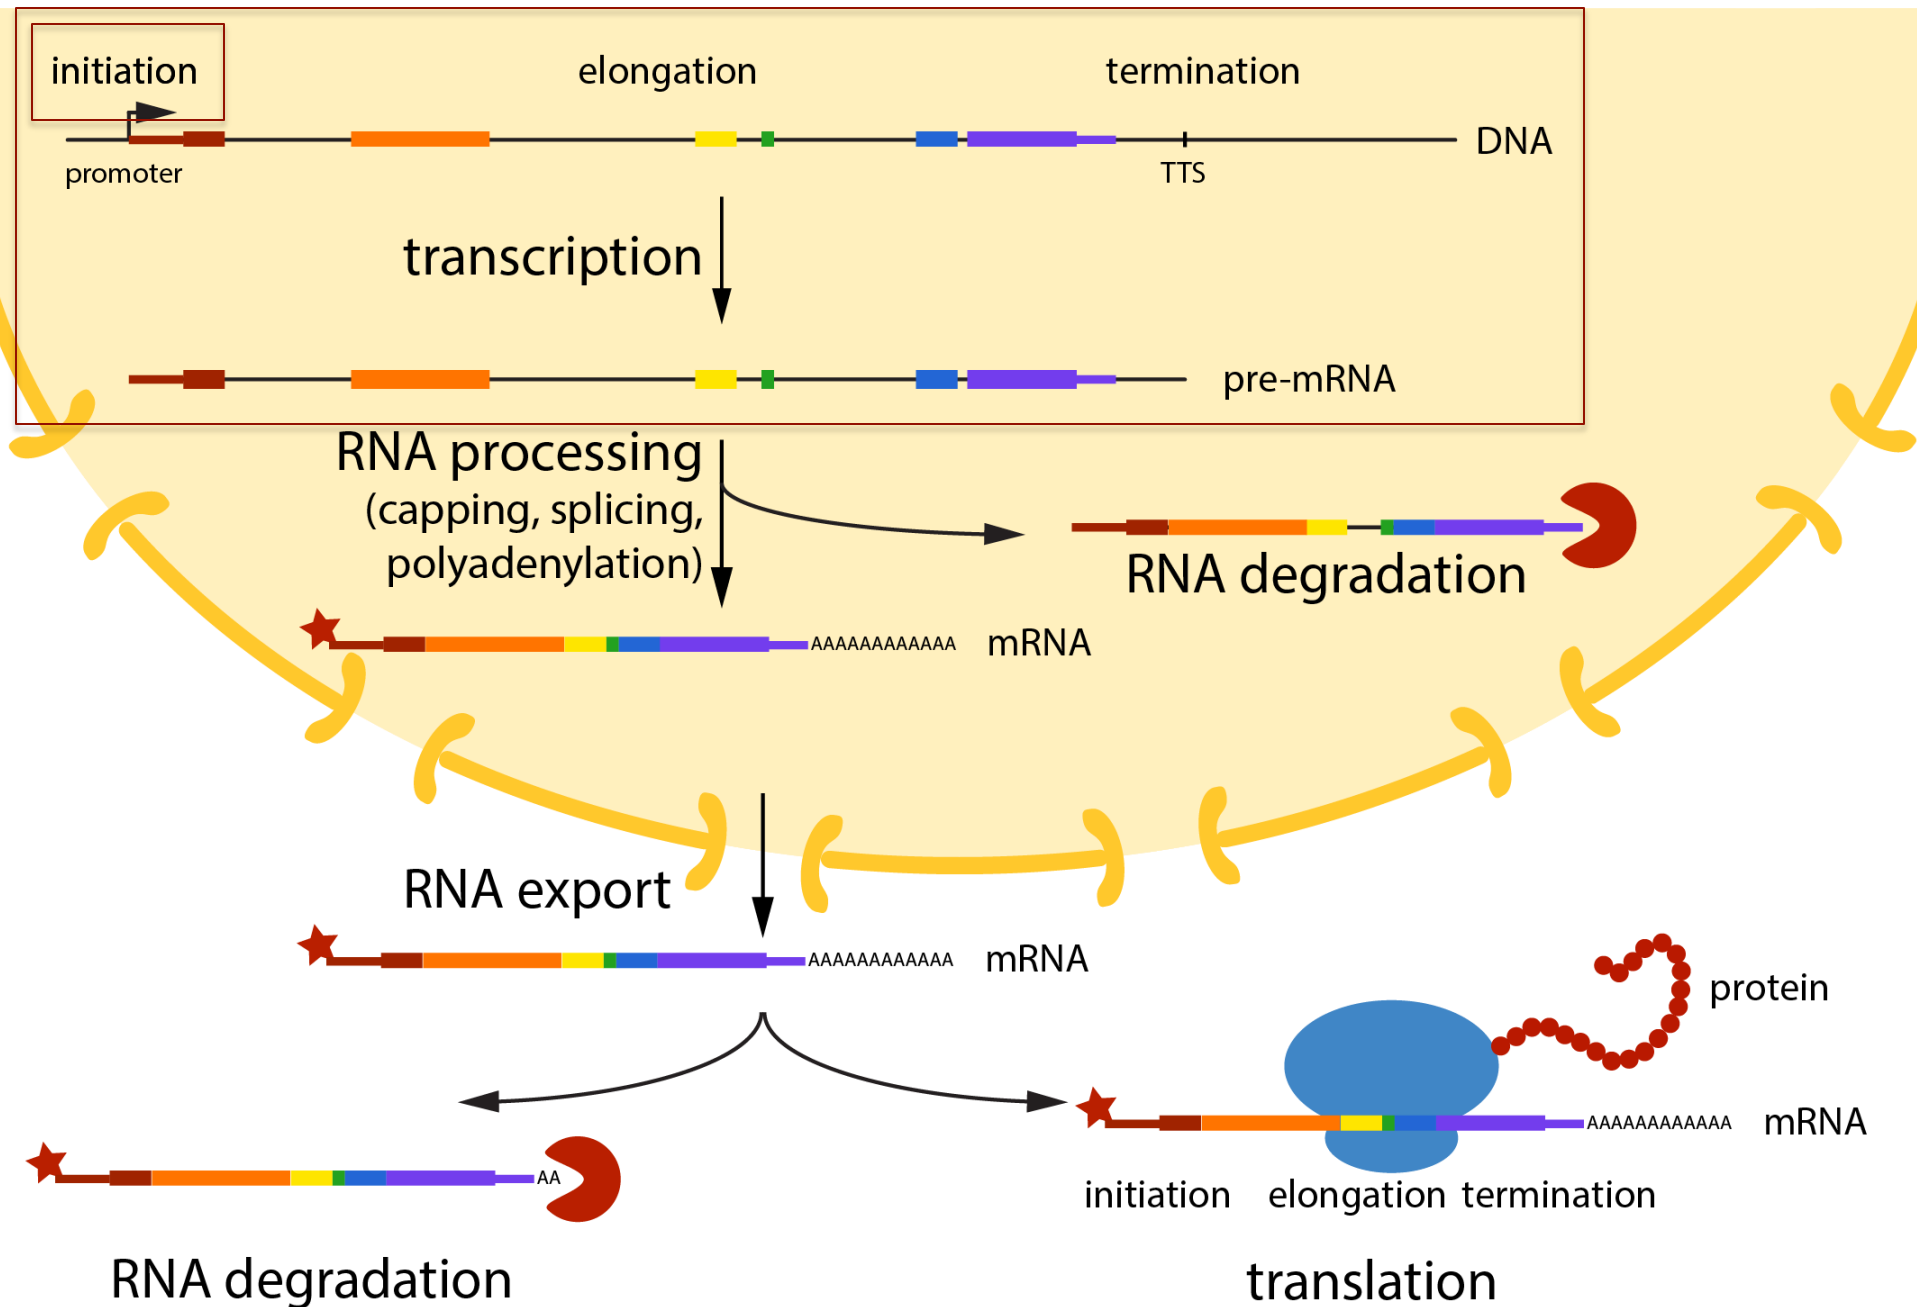 initiation
elongation
termination
DNA
promoter
TTS
transcription
pre-mRNA
RNA processing
(capping, splicing,
polyadenylation)
RNA degradation
AAAAAAAAAAAA
mRNA
RNA export
AAAAAAAAAAAA
mRNA
protein
AAAAAAAAAAAA
mRNA
AA
initiation
elongation
termination
RNA degradation
translation